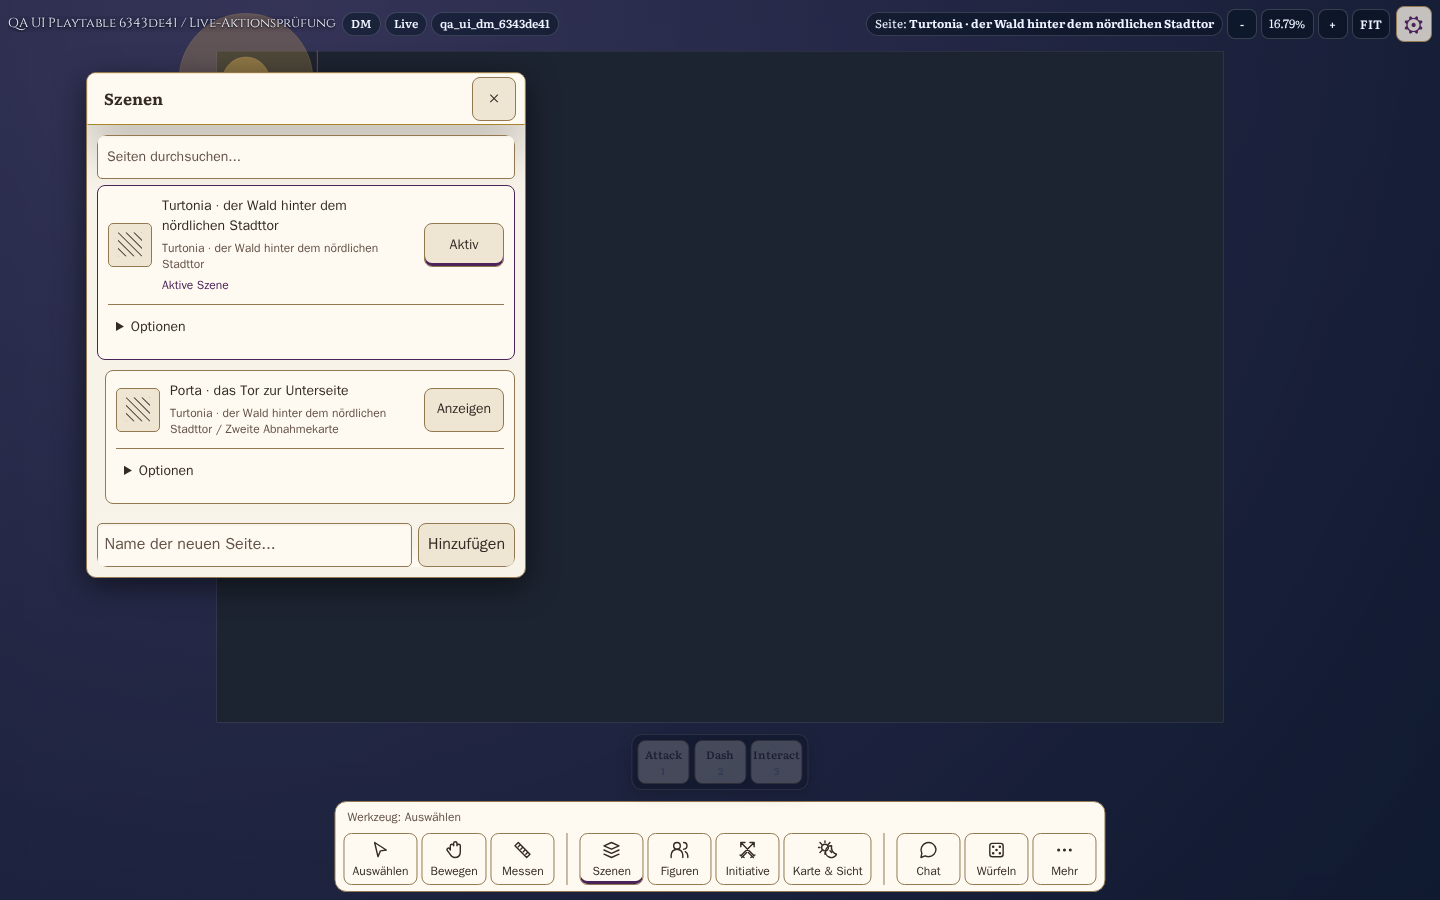 QA UI Playtable 6343de41 / Live-Aktionsprüfung DM Live qa_ui_dm_6343de41 Seite: Turtonia · der Wald hinter dem nördlichen Stadttor - 16.79% + FIT
Szenen ×
Seiten durchsuchen...
Turtonia · der Wald hinter dem
nördlichen Stadttor
Turtonia · der Wald hinter dem nördlichen
Stadttor
Aktive Szene
Aktiv
Optionen
Porta · das Tor zur Unterseite
Turtonia · der Wald hinter dem nördlichen
Stadttor / Zweite Abnahmekarte
Anzeigen
Optionen
Name der neuen Seite... Hinzufügen
Attack Dash Interact
1 2 3
Werkzeug: Auswählen
Auswählen Bewegen Messen Szenen Figuren Initiative Karte & Sicht Chat Würfeln Mehr